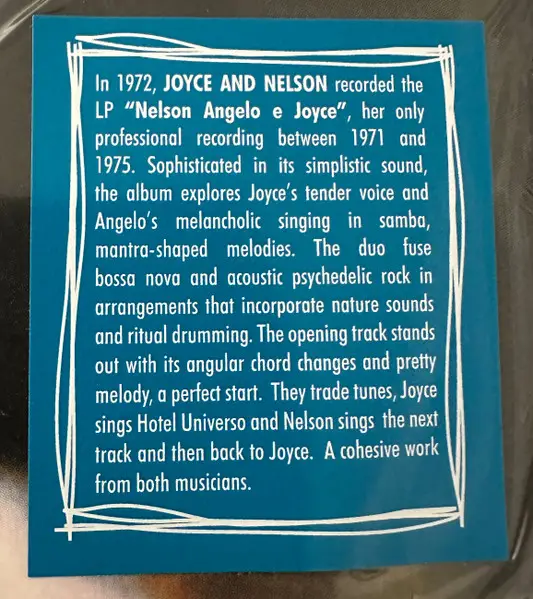 In 1972, JOYCE AND NELSON recorded the
LP "Nelson Angelo e Joyce", her only
professional recording between 1971 and
1975. Sophisticated in its simplistic sound,
the album explores Joyce's tender voice and
Angelo's melancholic singing in samba,
mantra-shaped melodies. The duo fuse
bossa nova and acoustic psychedelic rock in
arrangements that incorporate nature sounds
and ritual drumming. The opening track stands
out with its angular chord changes and pretty
melody, a perfect start. They trade tunes, Joyce
sings Hotel Universo and Nelson sings the next
track and then back to Joyce. A cohesive work
from both musicians.